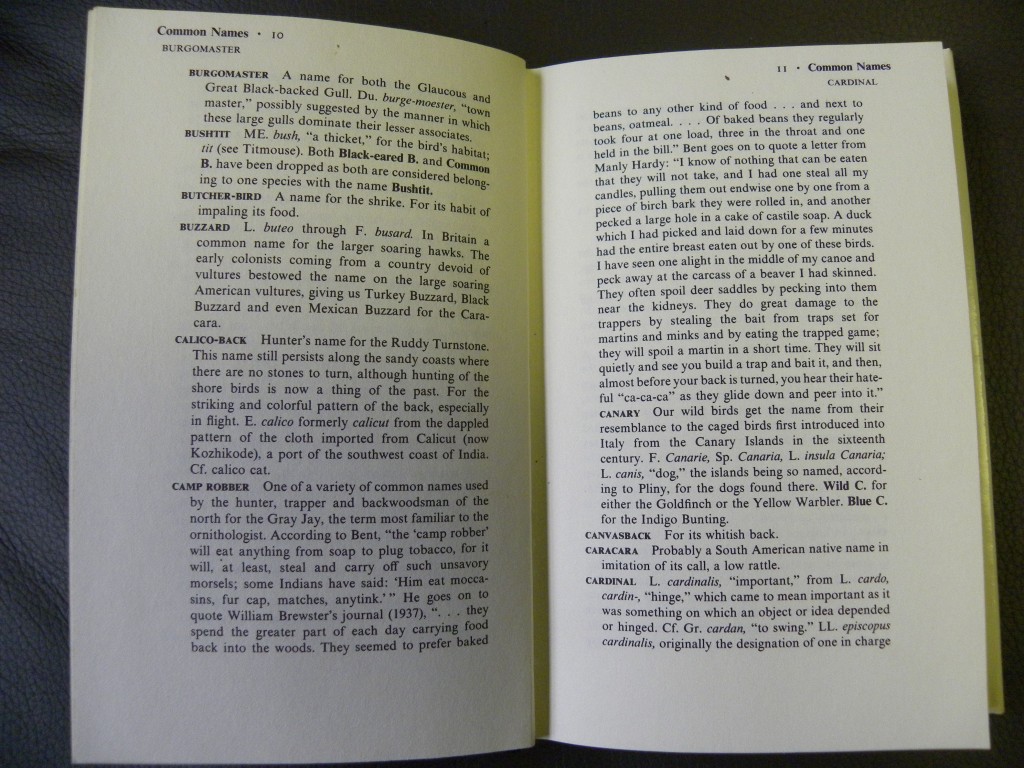 Common Names · 10
BURGOMASTER
BURGOMASTER A name for both the Glaucous and
Great Black-backed Gull. Du. burge-moester, "town
master," possibly suggested by the manner in which
these large gulls dominate their lesser associates.
BUSHTIT ME. bush, "a thicket," for the bird's habitat;
tit (see Titmouse). Both Black-eared B. and Common
B. have been dropped as both are considered belong-
ing to one species with the name Bushtit.
BUTCHER-BIRD A name for the shrike. For its habit of
impaling its food.
BUZZARD L. buteo through F. busard. In Britain a
common name for the larger soaring hawks. The
early colonists coming from a country devoid of
vultures bestowed the name on the large soaring
American vultures, giving us Turkey Buzzard, Black
Buzzard and even Mexican Buzzard for the Cara-
cara.
CALICO-BACK Hunter's name for the Ruddy Turnstone.
This name still persists along the sandy coasts where
there are no stones to turn, although hunting of the
shore birds is now a thing of the past. For the
striking and colorful pattern of the back, especially
in flight. E. calico formerly calicut from the dappled
pattern of the cloth imported from Calicut (now
Kozhikode), a port of the southwest coast of India.
Cf. calico cat.
CAMP ROBBER One of a variety of common names used
by the hunter, trapper and backwoodsman of the
north for the Gray Jay, the term most familiar to the
ornithologist. According to Bent, "the 'camp robber'
will eat anything from soap to plug tobacco, for it
will, at least, steal and carry off such unsavory
morsels; some Indians have said: 'Him eat mocca-
sins, fur cap, matches, anytink.' " He goes on to
quote William Brewster's journal (1937), ". . . they
spend the greater part of each day carrying food
back into the woods. They seemed to prefer baked
11 · Common Names
CARDINAL
beans to any other kind of food . . . and next to
beans, oatmeal. . . . Of baked beans they regularly
took four at one load, three in the throat and one
held in the bill." Bent goes on to quote a letter from
Manly Hardy: "I know of nothing that can be eaten
that they will not take, and I had one steal all my
candles, pulling them out endwise one by one from a
piece of birch bark they were rolled in, and another
pecked a large hole in a cake of castile soap. A duck
which I had picked and laid down for a few minutes
had the entire breast eaten out by one of these birds.
I have seen one alight in the middle of my canoe and
peck away at the carcass of a beaver I had skinned.
They often spoil deer saddles by pecking into them
near the kidneys. They do great damage to the
trappers by stealing the bait from traps set for
martins and minks and by eating the trapped game;
they will spoil a martin in a short time. They will sit
quietly and see you build a trap and bait it, and then,
almost before your back is turned, you hear their hate-
ful "ca-ca-ca" as they glide down and peer into it."
CANARY Our wild birds get the name from their
resemblance to the caged birds first introduced into
Italy from the Canary Islands in the sixteenth
century. F. Canarie, Sp. Canaria, L. insula Canaria;
L. canis, "dog," the islands being so named, accord-
ing to Pliny, for the dogs found there. Wild C. for
either the Goldfinch or the Yellow Warbler. Blue C.
for the Indigo Bunting.
CANVASBACK For its whitish back.
CARACARA Probably a South American native name in
imitation of its call, a low rattle.
CARDINAL L. cardinalis, "important," from L. cardo,
cardin-, "hinge," which came to mean important as it
was something on which an object or idea depended
or hinged. Cf. Gr. cardan, "to swing." LL. episcopus
cardinalis, originally the designation of one in charge